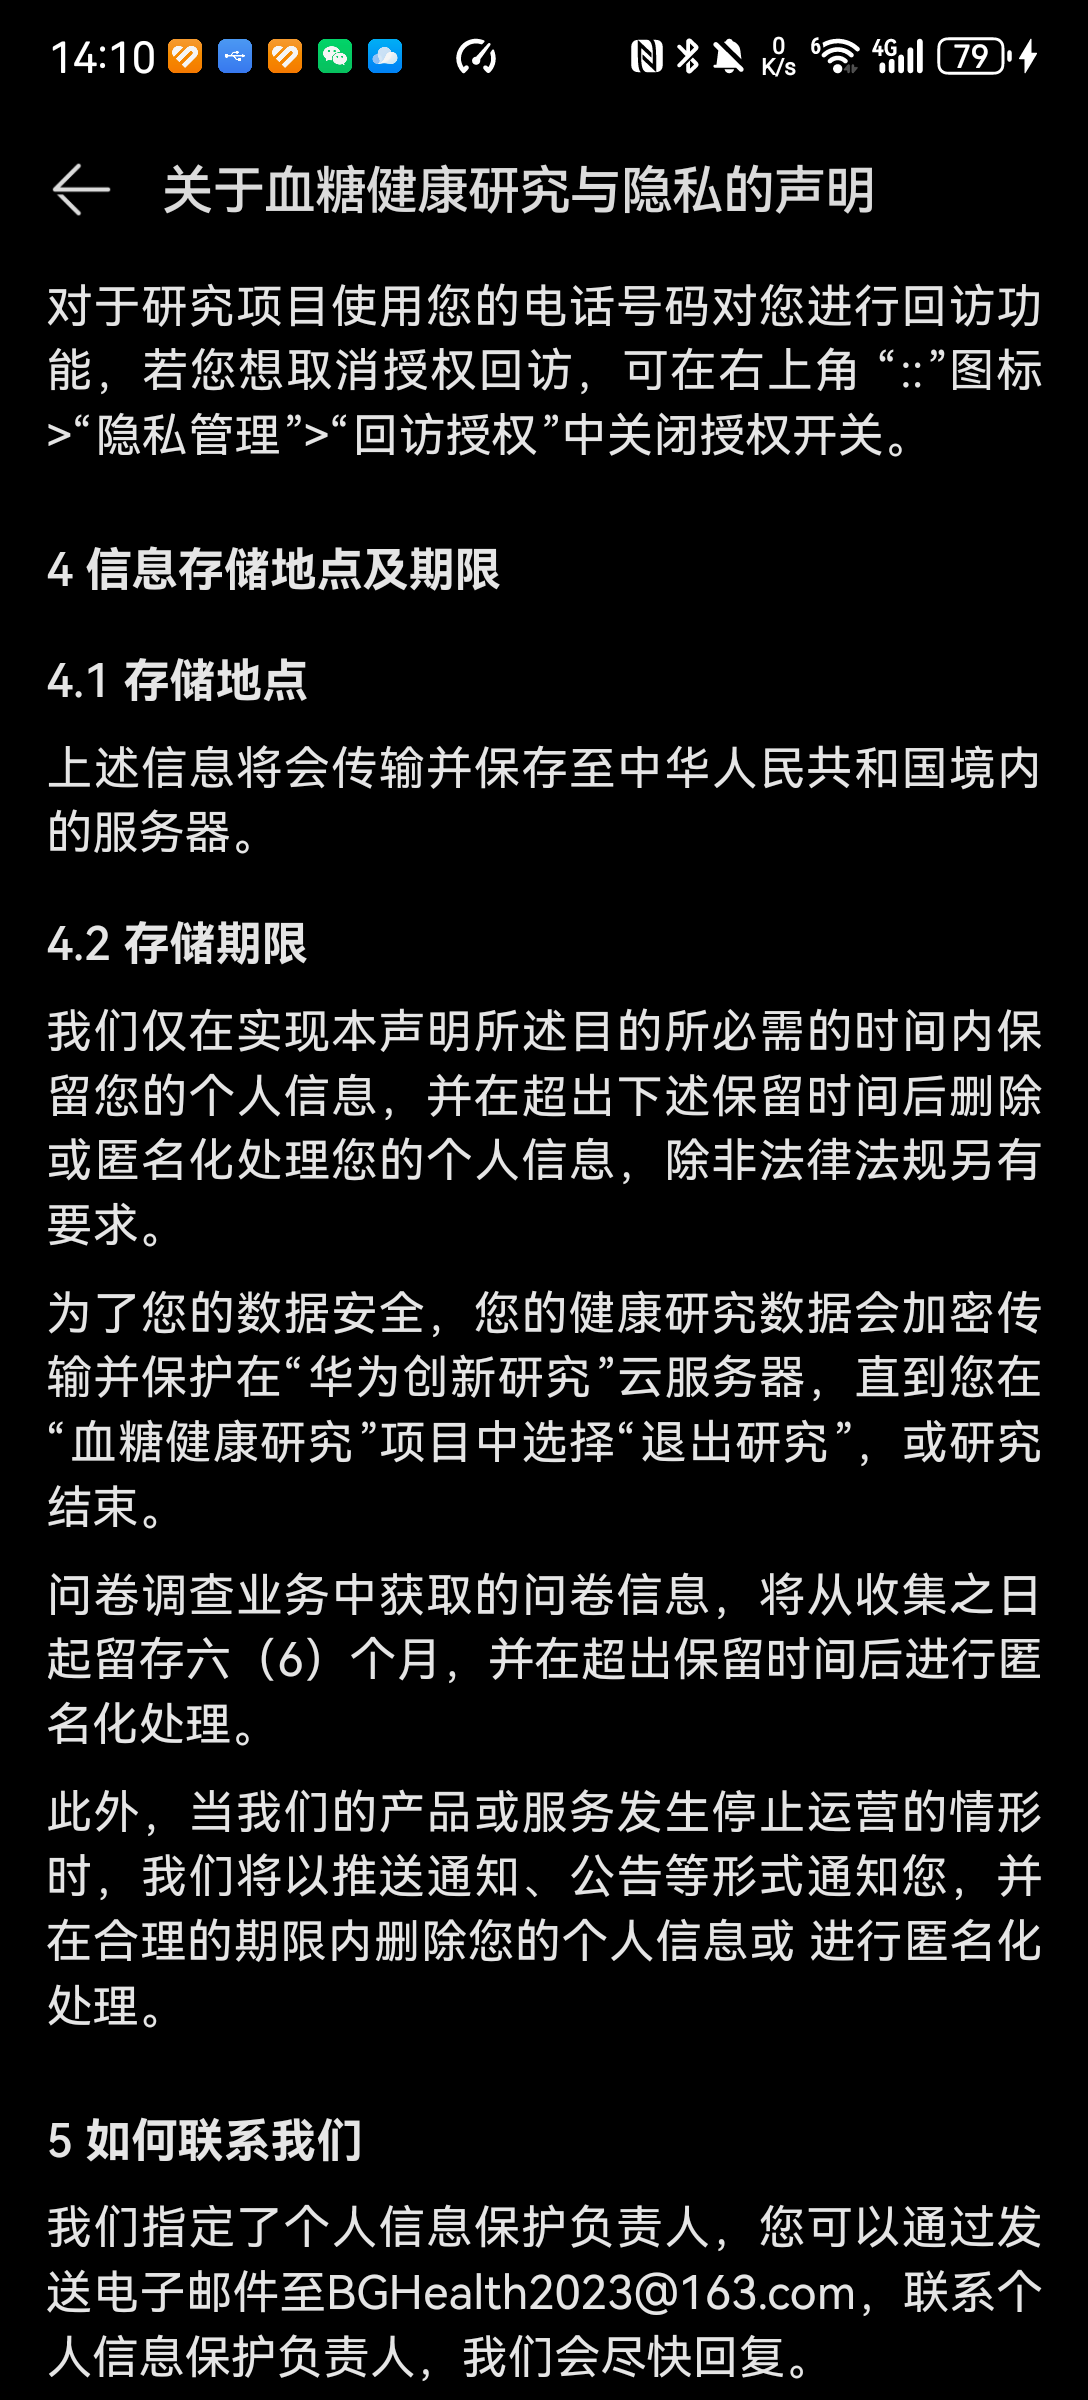 14:10
0
K/s
6
4G
79
关于血糖健康研究与隐私的声明
对于研究项目使用您的电话号码对您进行回访功
能，若您想取消授权回访，可在右上角 “::”图标
>“隐私管理”>“回访授权”中关闭授权开关。
4 信息存储地点及期限
4.1 存储地点
上述信息将会传输并保存至中华人民共和国境内
的服务器。
4.2 存储期限
我们仅在实现本声明所述目的所必需的时间内保
留您的个人信息，并在超出下述保留时间后删除
或匿名化处理您的个人信息，除非法律法规另有
要求。
为了您的数据安全，您的健康研究数据会加密传
输并保护在“华为创新研究”云服务器，直到您在
“血糖健康研究”项目中选择“退出研究”，或研究
结束。
问卷调查业务中获取的问卷信息，将从收集之日
起留存六（6）个月，并在超出保留时间后进行匿
名化处理。
此外，当我们的产品或服务发生停止运营的情形
时，我们将以推送通知、公告等形式通知您，并
在合理的期限内删除您的个人信息或 进行匿名化
处理。
5 如何联系我们
我们指定了个人信息保护负责人，您可以通过发
送电子邮件至BGHealth2023@163.com，联系个
人信息保护负责人，我们会尽快回复。